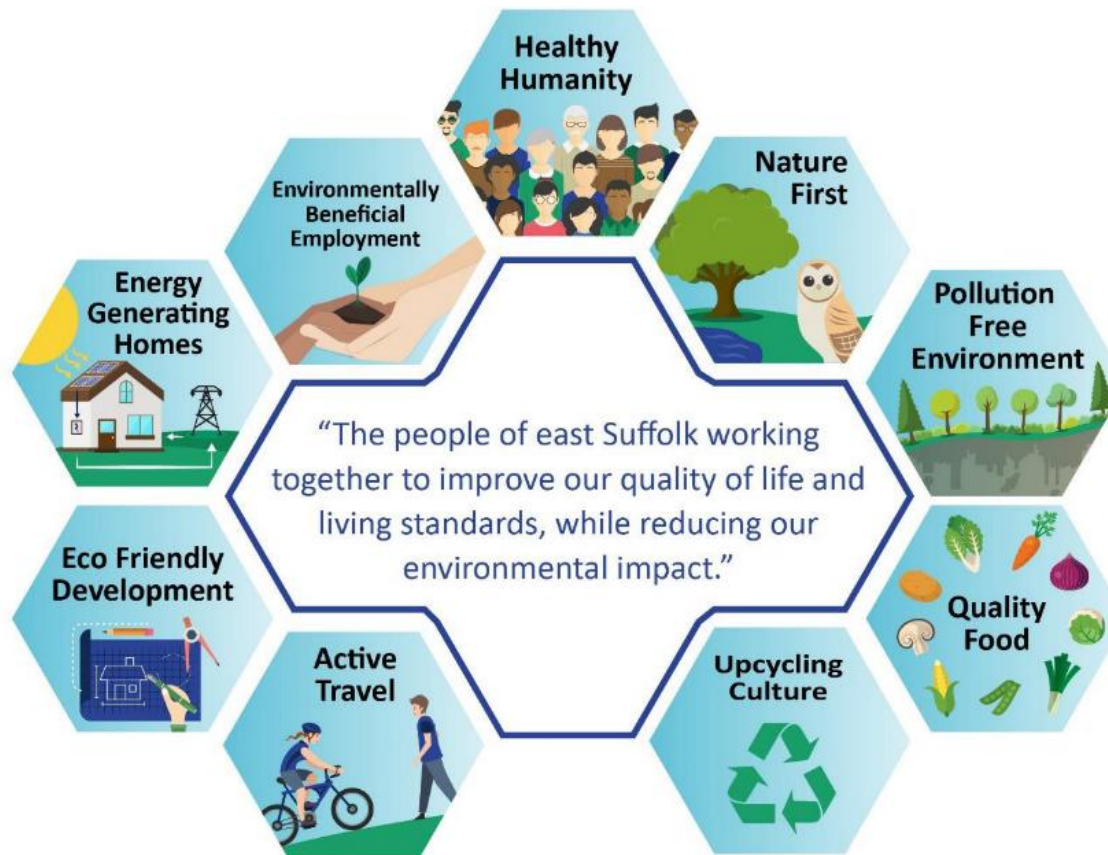 Healthy
Humanity
Nature
First
Pollution
Free
Environment
Quality
Food
Upcycling
Culture
Active
Travel
Eco Friendly
Development
Energy
Generating
Homes
Environmentally
Beneficial
Employment
“The people of east Suffolk working
together to improve our quality of life and
living standards, while reducing our
environmental impact.”